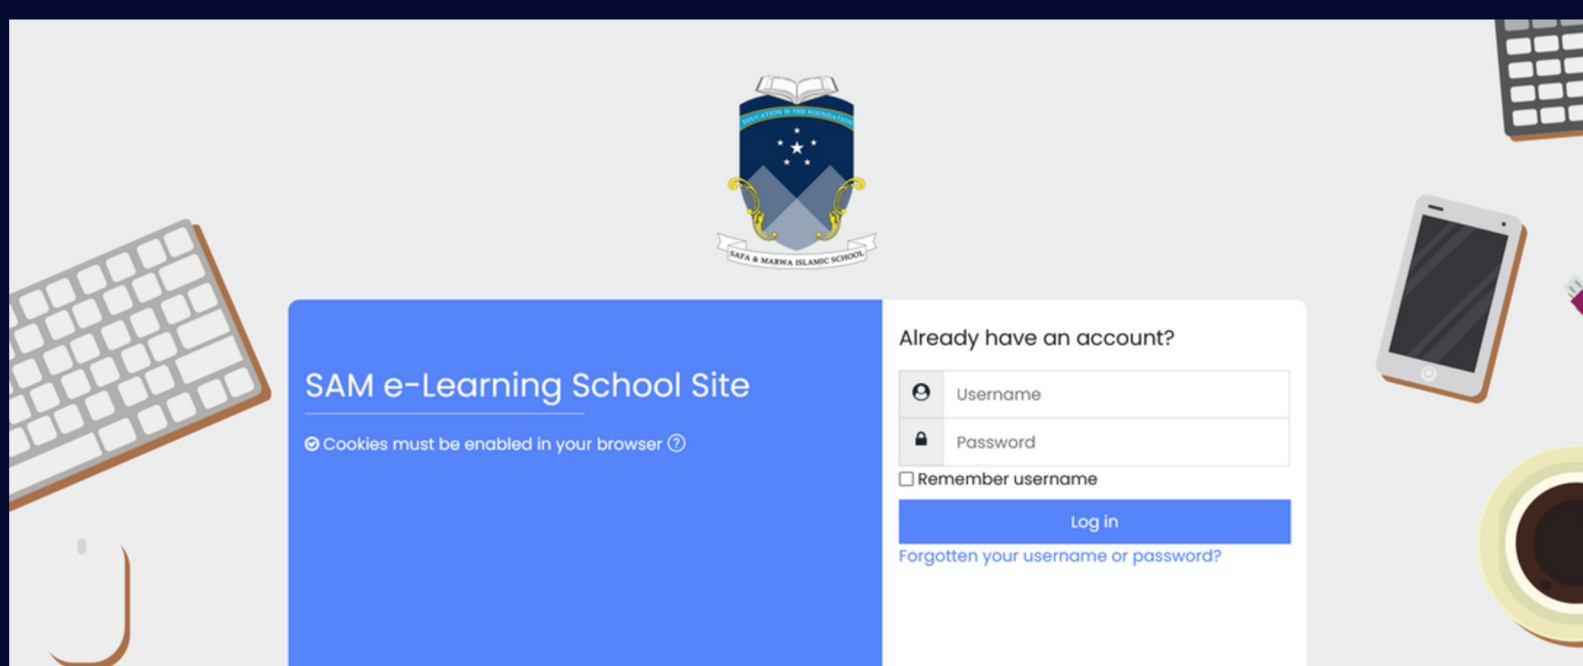 EDUCATION IS THE FOUNDATION
SAFA & MARWA ISLAMIC SCHOOL
SAM e-Learning School Site
Cookies must be enabled in your browser ?
Already have an account?
Username
Password
Remember username
Log in
Forgotten your username or password?